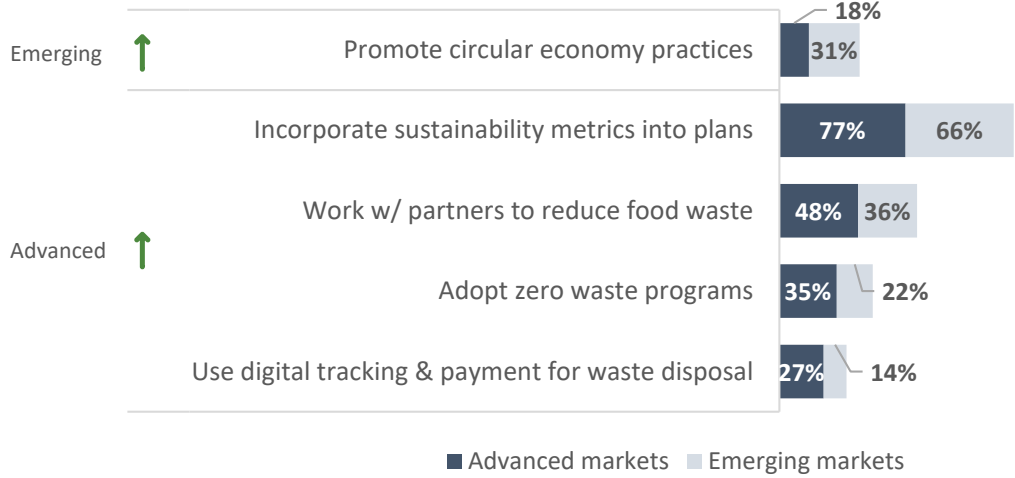 18%
Emerging
Promote circular economy practices
31%
Incorporate sustainability metrics into plans
77%
66%
Work w/ partners to reduce food waste
48%
36%
Advanced
Adopt zero waste programs
35%
22%
Use digital tracking & payment for waste disposal
27%
14%
Advanced markets
Emerging markets